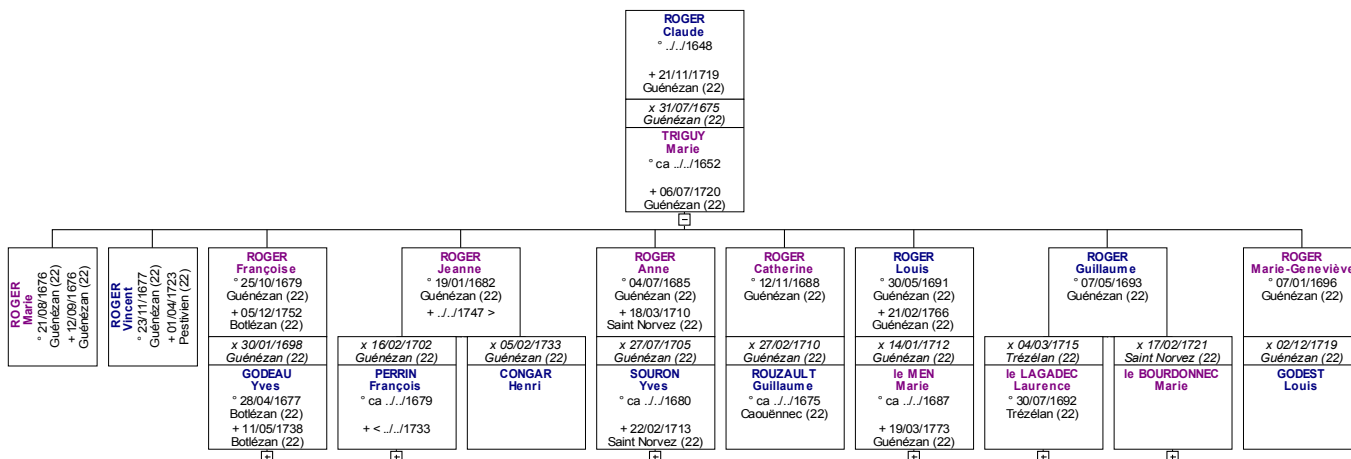 ROGER
Claude
° ../../1648
+ 21/11/1719
Guénézan (22)
x 31/07/1675
Guénézan (22)
TRIGUY
Marie
° ca ../../1652
+ 06/07/1720
Guénézan (22)
ROGER
Marie
° 21/08/1676
Guénézan (22)
+ 12/09/1676
Guénézan (22)
ROGER
Vincent
° 23/11/1677
Guénézan (22)
+ 01/04/1723
Pestivien (22)
ROGER
Françoise
° 25/10/1679
Guénézan (22)
+ 05/12/1752
Botlézan (22)
x 30/01/1698
Guénézan (22)
GODEAU
Yves
° 28/04/1677
Botlézan (22)
+ 11/05/1738
Botlézan (22)
ROGER
Jeanne
° 19/01/1682
Guénézan (22)
+ ../../1747 >
x 16/02/1702
Guénézan (22)
PERRIN
François
° ca ../../1679
+ < ../../1733
x 05/02/1733
Guénézan (22)
CONGAR
Henri
ROGER
Anne
° 04/07/1685
Guénézan (22)
+ 18/03/1710
Saint Norvez (22)
x 27/07/1705
Guénézan (22)
SOURON
Yves
° ca ../../1680
+ 22/02/1713
Saint Norvez (22)
ROGER
Catherine
° 12/11/1688
Guénézan (22)
x 27/02/1710
Guénézan (22)
ROUZAULT
Guillaume
° ca ../../1675
Caouënnec (22)
ROGER
Louis
° 30/05/1691
Guénézan (22)
+ 21/02/1766
Guénézan (22)
x 14/01/1712
Guénézan (22)
le MEN
Marie
° ca ../../1687
+ 19/03/1773
Guénézan (22)
ROGER
Guillaume
° 07/05/1693
Guénézan (22)
x 04/03/1715
Trézélan (22)
le LAGADEC
Laurence
° 30/07/1692
Trézélan (22)
x 17/02/1721
Saint Norvez (22)
le BOURDONNEC
Marie
ROGER
Marie-Geneviève
° 07/01/1696
Guénézan (22)
x 02/12/1719
Guénézan (22)
GODEST
Louis